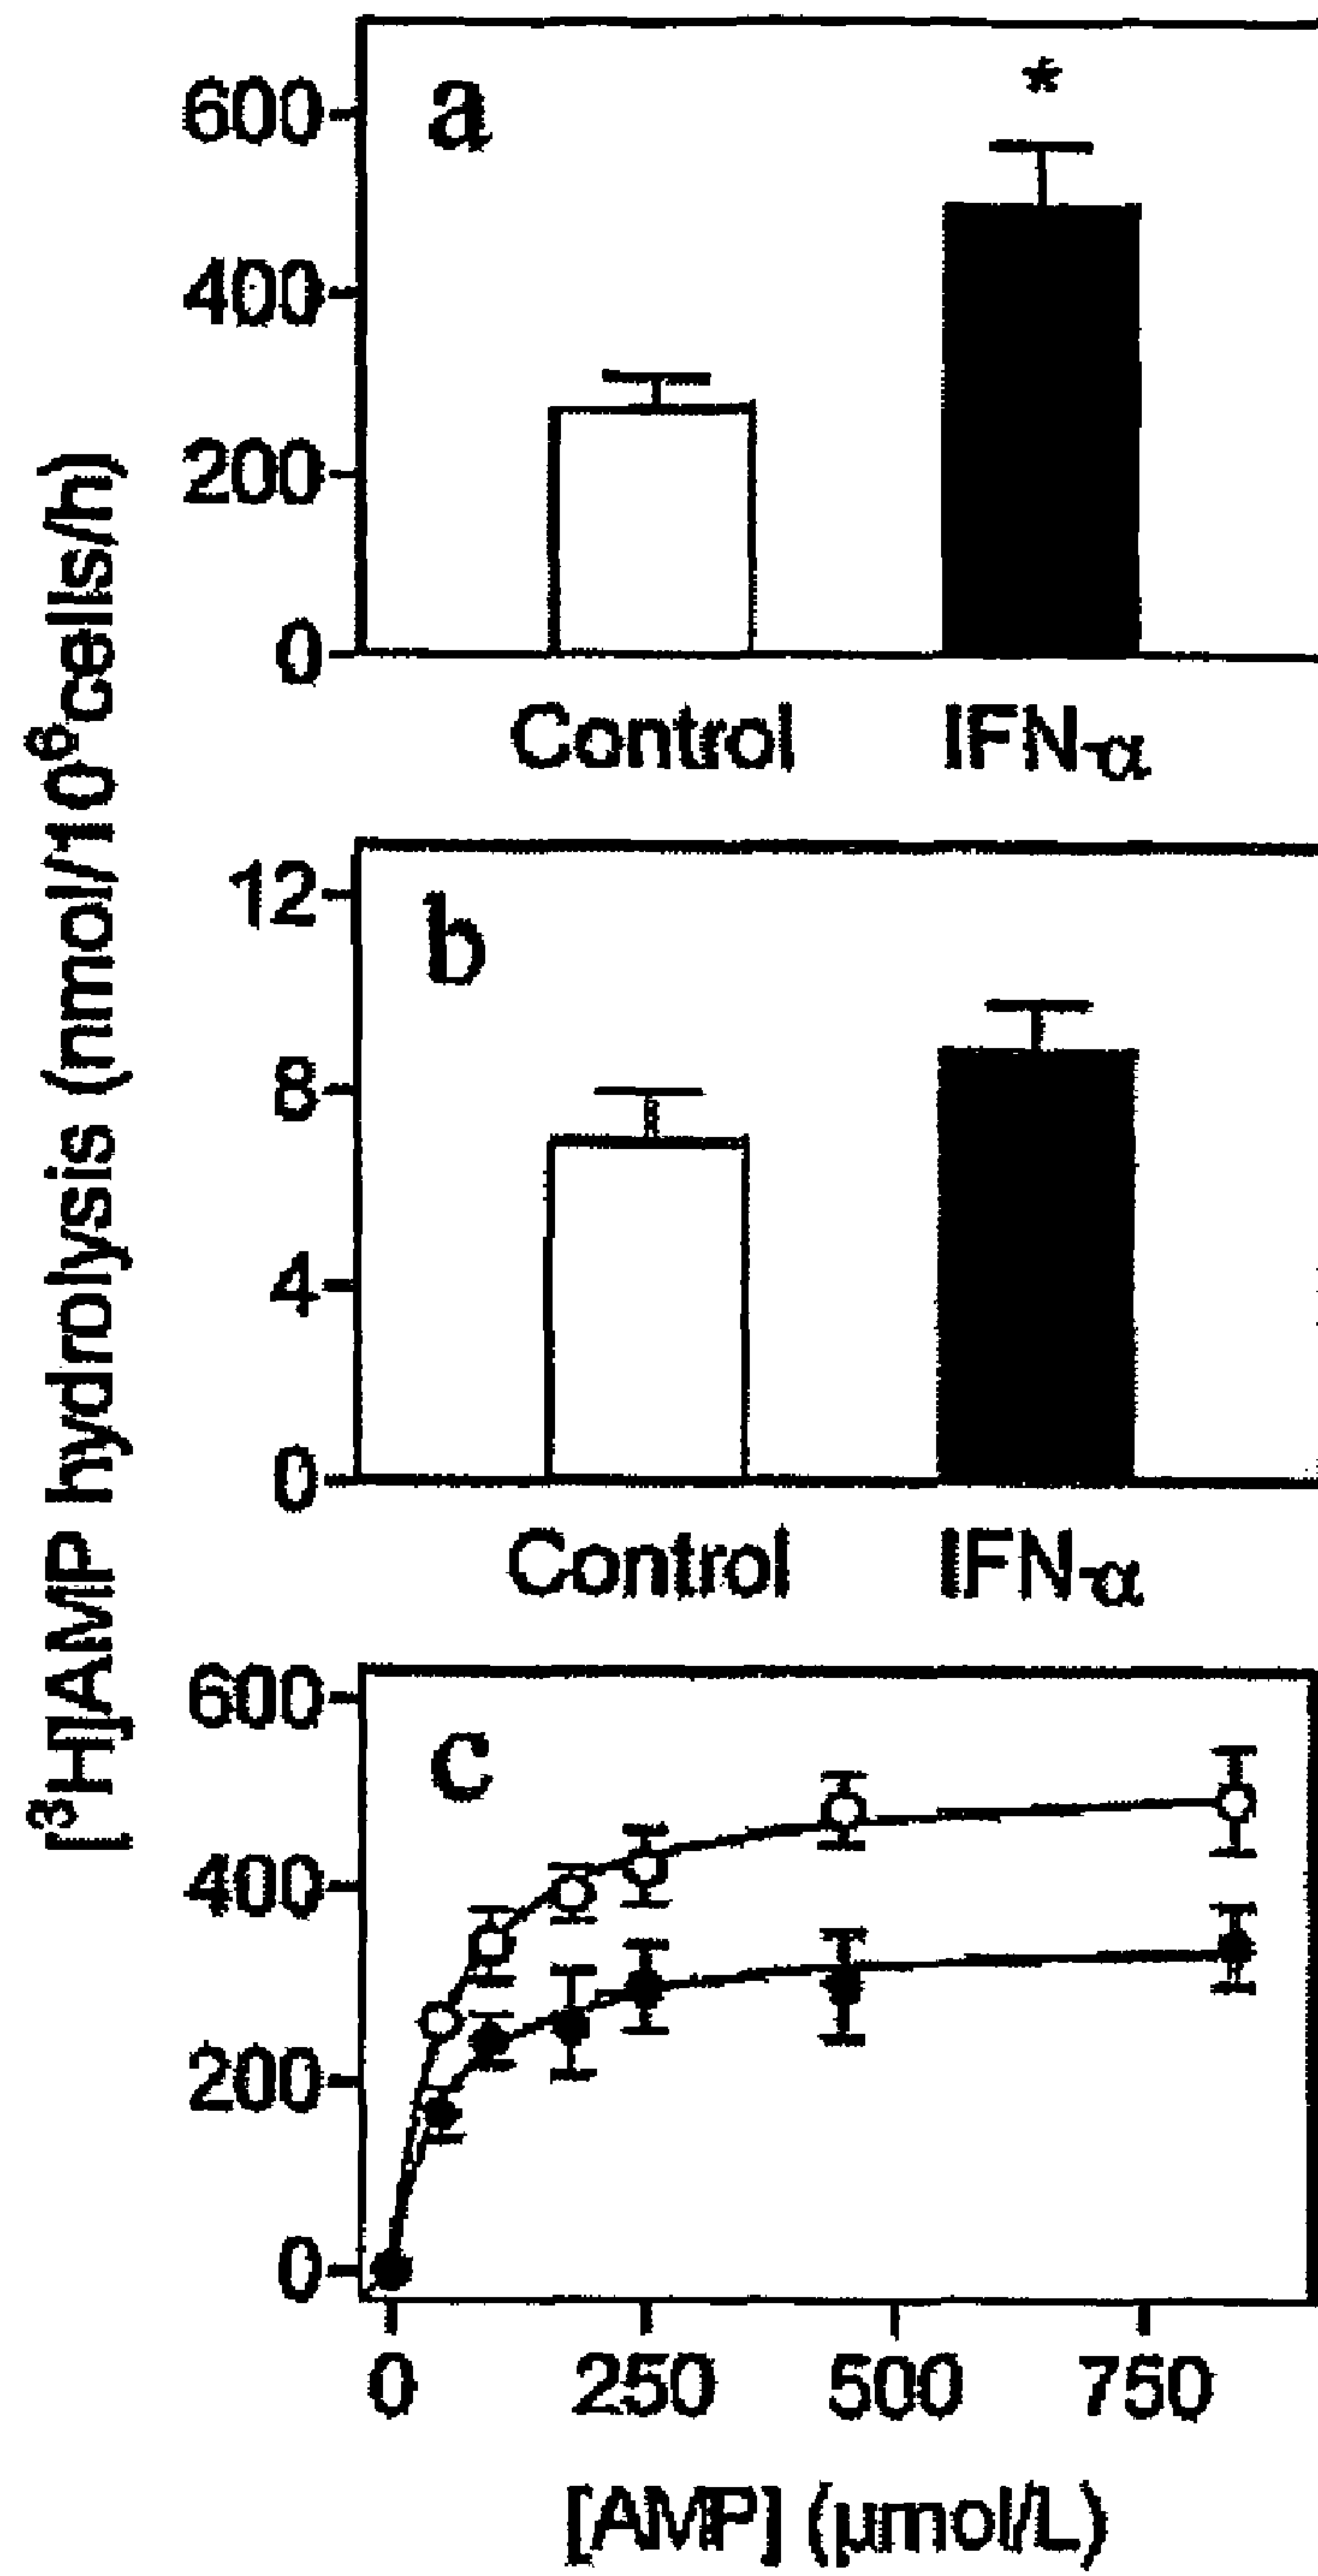 [³H]AMP hydrolysis (nmol/10⁶cells/h)
a
*
600
400
200
0
Control IFN-α
b
12
8
4
0
Control IFN-α
c
600
400
200
0
0 250 500 750
[AMP] (µmol/L)